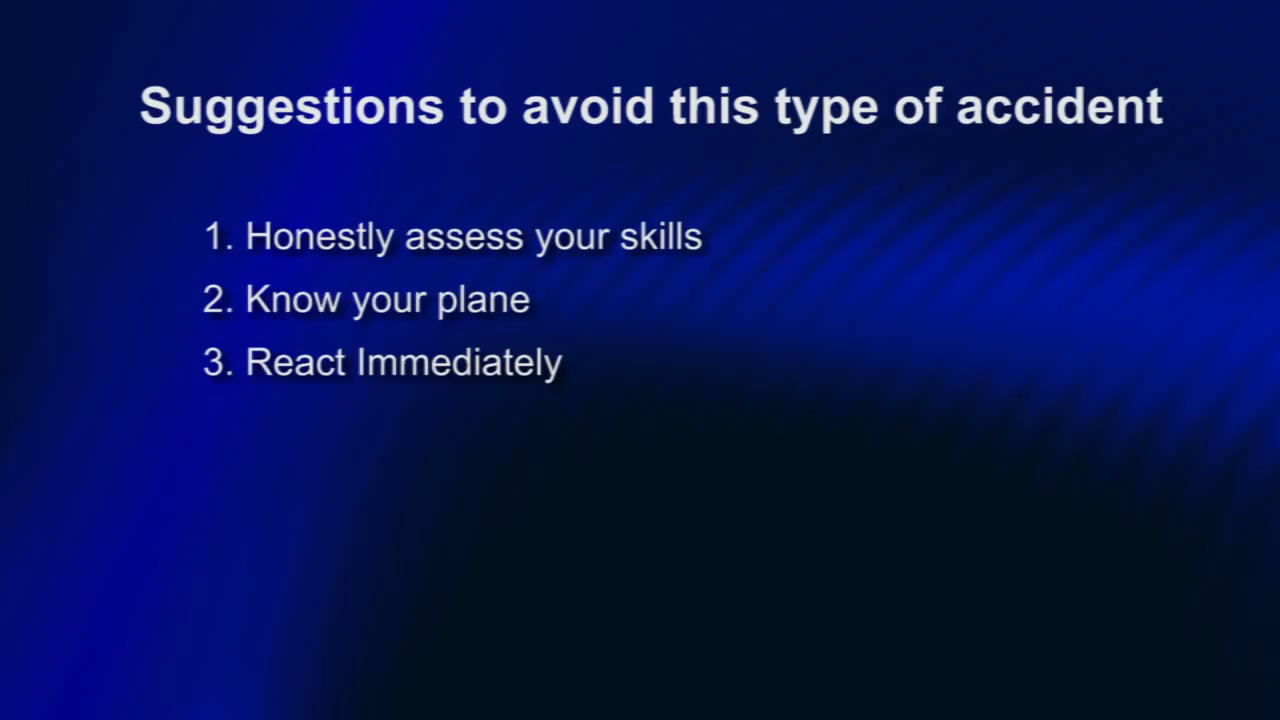 Suggestions to avoid this type of accident
1. Honestly assess your skills
2. Know your plane
3. React Immediately